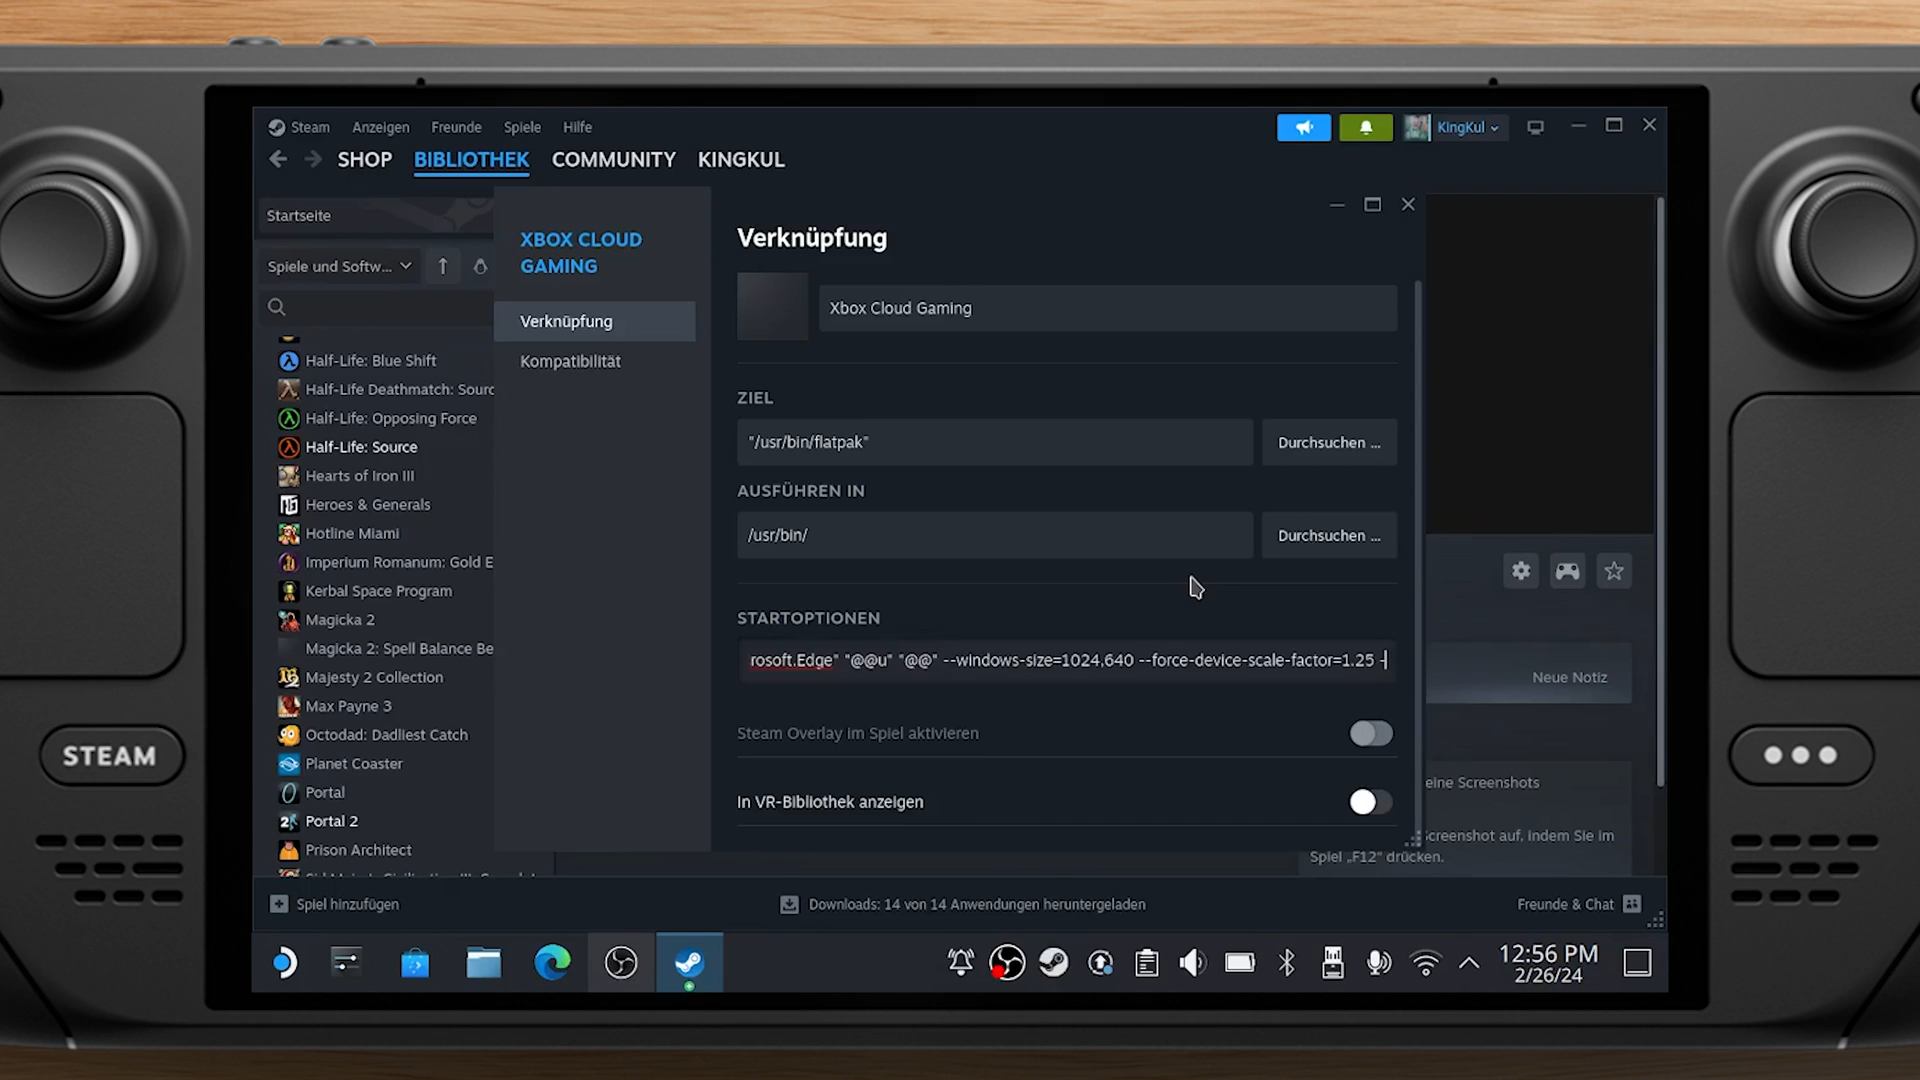 Steam Anzeigen Freunde Spiele Hilfe
KingKul
SHOP BIBLIOTHEK COMMUNITY KINGKUL
Startseite
Spiele und Softw...
Half-Life: Blue Shift
Half-Life Deathmatch: Sourc
Half-Life: Opposing Force
Half-Life: Source
Hearts of Iron III
Heroes & Generals
Hotline Miami
Imperium Romanum: Gold E
Kerbal Space Program
Magicka 2
Magicka 2: Spell Balance Be
Majesty 2 Collection
Max Payne 3
Octodad: Dadliest Catch
Planet Coaster
Portal
Portal 2
Prison Architect
XBOX CLOUD
GAMING
Verknüpfung
Kompatibilität
Verknüpfung
Xbox Cloud Gaming
ZIEL
"/usr/bin/flatpak"
Durchsuchen ...
AUSFÜHREN IN
/usr/bin/
Durchsuchen ...
STARTOPTIONEN
rosoft.Edge" "@@u" "@@" --windows-size=1024,640 --force-device-scale-factor=1.25 -
Steam Overlay im Spiel aktivieren
In VR-Bibliothek anzeigen
Neue Notiz
eine Screenshots
Screenshot auf, indem Sie im
Spiel „F12“ drücken.
Spiel hinzufügen
Downloads: 14 von 14 Anwendungen heruntergeladen
Freunde & Chat
12:56 PM
2/26/24
STEAM